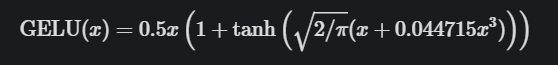 GELU(x) = 0.5x (1 + tanh (√2/π(x + 0.044715x³)))